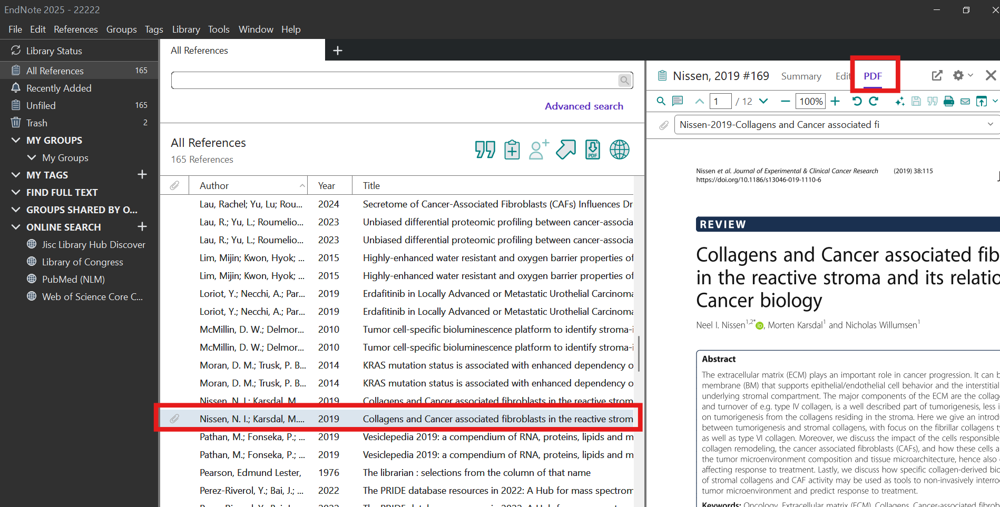 EndNote 2025 - 22222
File Edit References Groups Tags Library Tools Window Help
Library Status
All References 165
Recently Added
Unfiled 165
Trash 2
MY GROUPS
My Groups
MY TAGS
FIND FULL TEXT
GROUPS SHARED BY O...
ONLINE SEARCH
Jisc Library Hub Discover
Library of Congress
PubMed (NLM)
Web of Science Core C...
All References
Advanced search
All References
165 References
PDF
Author Year Title
Lau, Rachel; Yu, Lu; Rou... 2024 Secretome of Cancer-Associated Fibroblasts (CAFs) Influences Dr
Lau, R.; Yu, L.; Roumelio... 2023 Unbiased differential proteomic profiling between cancer-associa
Lau, R.; Yu, L.; Roumelio... 2023 Unbiased differential proteomic profiling between cancer-associa
Lim, Mijin; Kwon, Hyok; ... 2015 Highly-enhanced water resistant and oxygen barrier properties of
Lim, Mijin; Kwon, Hyok; ... 2015 Highly-enhanced water resistant and oxygen barrier properties of
Loriot, Y.; Necchi, A.; Par... 2019 Erdafitinib in Locally Advanced or Metastatic Urothelial Carcinoma
Loriot, Y.; Necchi, A.; Par... 2019 Erdafitinib in Locally Advanced or Metastatic Urothelial Carcinoma
McMillin, D. W.; Delmor... 2010 Tumor cell-specific bioluminescence platform to identify stroma-i
McMillin, D. W.; Delmor... 2010 Tumor cell-specific bioluminescence platform to identify stroma-i
Moran, D. M.; Trusk, P. B... 2014 KRAS mutation status is associated with enhanced dependency o
Moran, D. M.; Trusk, P. B... 2014 KRAS mutation status is associated with enhanced dependency o
Nissen, N. I.; Karsdal, M. 2019 Collagens and Cancer associated fibroblasts in the reactive strom
Nissen, N. I.; Karsdal, M.... 2019 Collagens and Cancer associated fibroblasts in the reactive strom
Pathan, M.; Fonseka, P.; ... 2019 Vesiclepedia 2019: a compendium of RNA, proteins, lipids and m
Pathan, M.; Fonseka, P.; ... 2019 Vesiclepedia 2019: a compendium of RNA, proteins, lipids and m
Pearson, Edmund Lester, 1976 The librarian : selections from the column of that name
Perez-Riverol, Y.; Bai, J.; ... 2022 The PRIDE database resources in 2022: A Hub for mass spectrom
Nissen, 2019 #169 Summary Edit PDF
1 / 12 100%
Nissen-2019-Collagens and Cancer associated fi
Nissen et al. Journal of Experimental & Clinical Cancer Research (2019) 38:115
https://doi.org/10.1186/s13046-019-1110-6
REVIEW
Collagens and Cancer associated fib
in the reactive stroma and its relatio
Cancer biology
Neel I. Nissen1,2* iD, Morten Karsdal1 and Nicholas Willumsen1
Abstract
The extracellular matrix (ECM) plays an important role in cancer progression. It can b
membrane (BM) that supports epithelial/endothelial cell behavior and the interstitial
underlying stromal compartment. The major components of the ECM are the collage
and turnover of e.g. type IV collagen, is a well described part of tumorigenesis, less i
on tumorigenesis from the collagens residing in the stroma. Here we give an introdu
between tumorigenesis and stromal collagens, with focus on the fibrillar collagens ty
as well as type VI collagen. Moreover, we discuss the impact of the cells responsible
collagen remodeling, the cancer associated fibroblasts (CAFs), and how these cells a
the tumor microenvironment composition and tissue microarchitecture, hence also
affecting response to treatment. Lastly, we discuss how specific collagen-derived bio
of stromal collagens and CAF activity may be used as tools to non-invasively interro
tumor microenvironment and predict response to treatment.
Keywords: Oncology, Extracellular matrix (ECM), Collagens, Cancer-associated fibrob